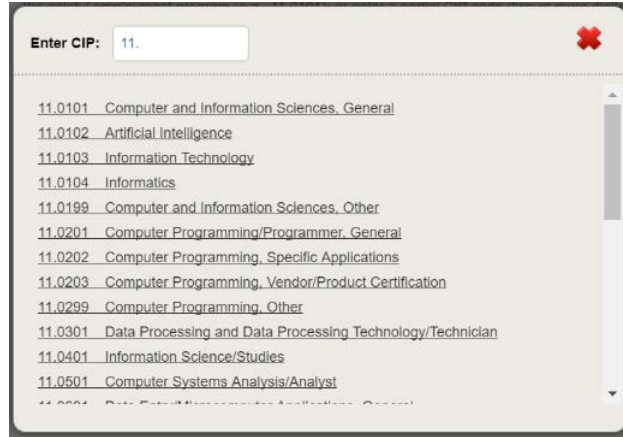 Enter CIP: 11.
11.0101 Computer and Information Sciences, General
11.0102 Artificial Intelligence
11.0103 Information Technology
11.0104 Informatics
11.0199 Computer and Information Sciences, Other
11.0201 Computer Programming/Programmer, General
11.0202 Computer Programming, Specific Applications
11.0203 Computer Programming, Vendor/Product Certification
11.0299 Computer Programming, Other
11.0301 Data Processing and Data Processing Technology/Technician
11.0401 Information Science/Studies
11.0501 Computer Systems Analysis/Analyst